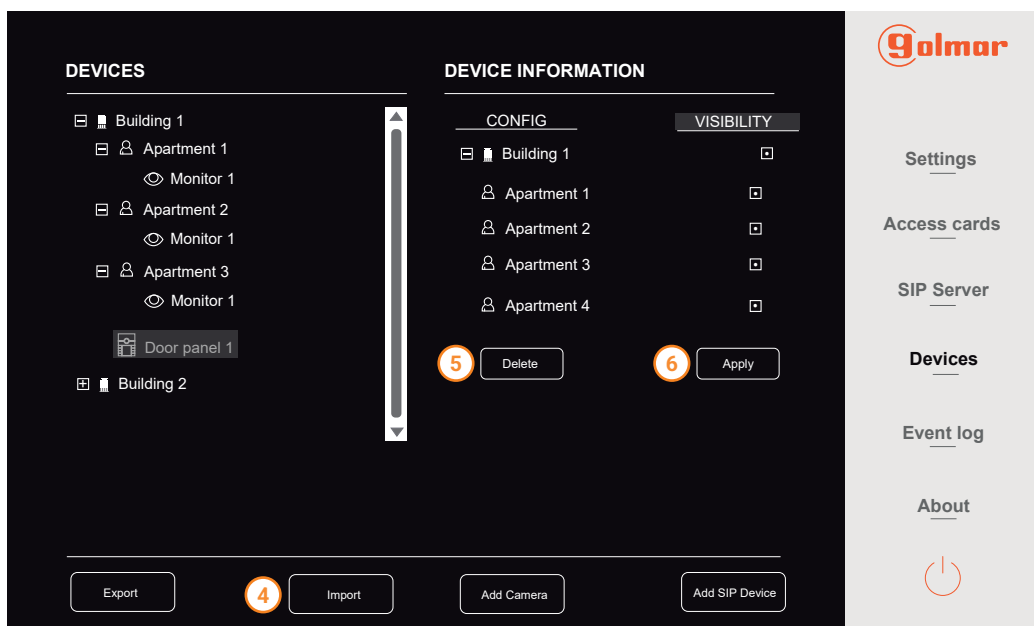 DEVICES
Building 1
Apartment 1
Monitor 1
Apartment 2
Monitor 1
Apartment 3
Monitor 1
Door panel 1
Building 2
DEVICE INFORMATION
CONFIG VISIBILITY
Building 1
Apartment 1
Apartment 2
Apartment 3
Apartment 4
5 Delete 6 Apply
Export 4 Import Add Camera Add SIP Device
golmar
Settings
Access cards
SIP Server
Devices
Event log
About